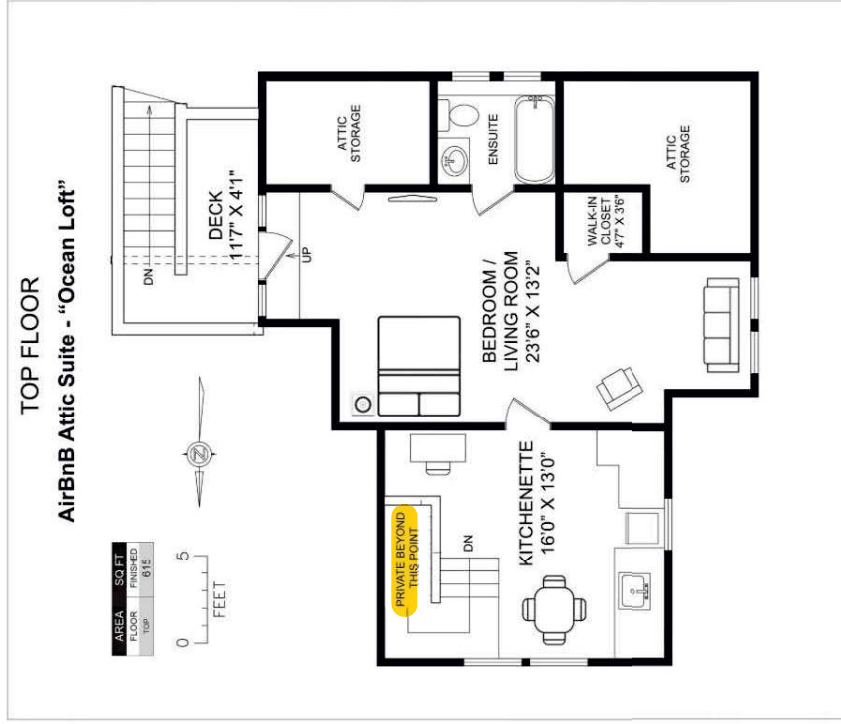 TOP FLOOR
AirBnB Attic Suite - “Ocean Loft”
AREA SQ FT
FLOOR FINISHED
TOP 615
0 5
FEET
N
DN
DECK
11'7" X 4'1"
UP
ATTIC
STORAGE
ENSUITE
ATTIC
STORAGE
WALK-IN
CLOSET
4'7" X 3'6"
BEDROOM /
LIVING ROOM
23'6" X 13'2"
KITCHENETTE
16'0" X 13'0"
PRIVATE BEYOND
THIS POINT
DN